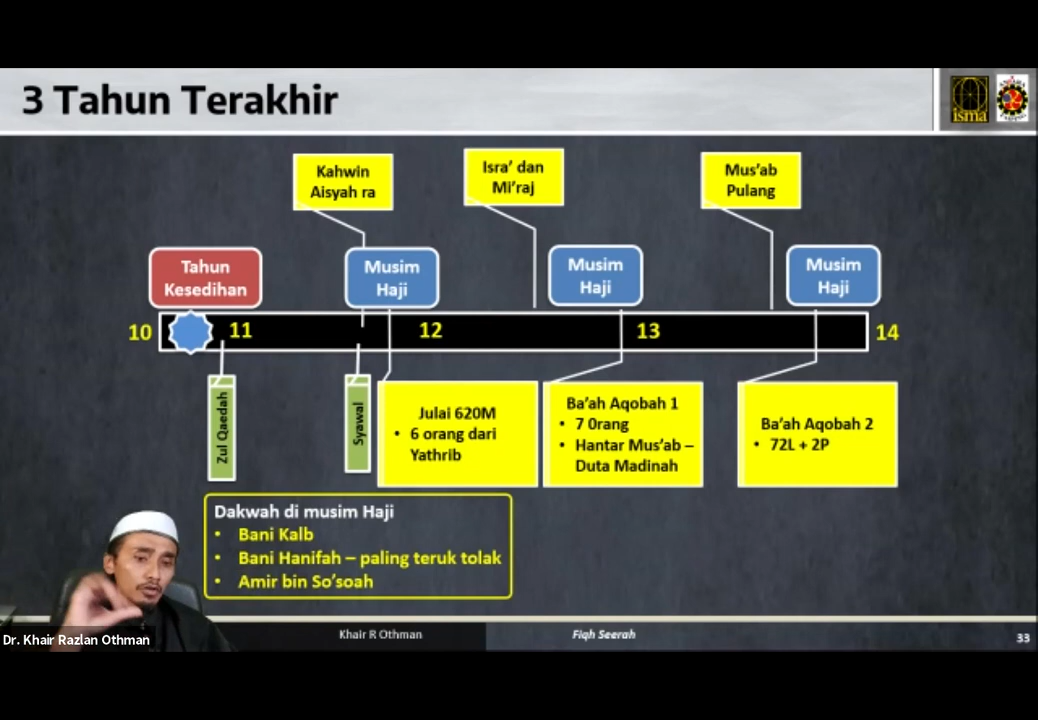 3 Tahun Terakhir
isma
Kahwin
Aisyah ra
Isra’ dan
Mi’raj
Mus’ab
Pulang
Tahun
Kesedihan
Musim
Haji
Musim
Haji
Musim
Haji
10
11
12
13
14
Zul Qaedah
Syawal
Julai 620M
• 6 orang dari
Yathrib
Ba’ah Aqobah 1
• 7 0rang
• Hantar Mus’ab –
Duta Madinah
Ba’ah Aqobah 2
• 72L + 2P
Dakwah di musim Haji
• Bani Kalb
• Bani Hanifah – paling teruk tolak
• Amir bin So’soah
Dr. Khair Razlan Othman
Khair R Othman
Fiqh Seerah
33